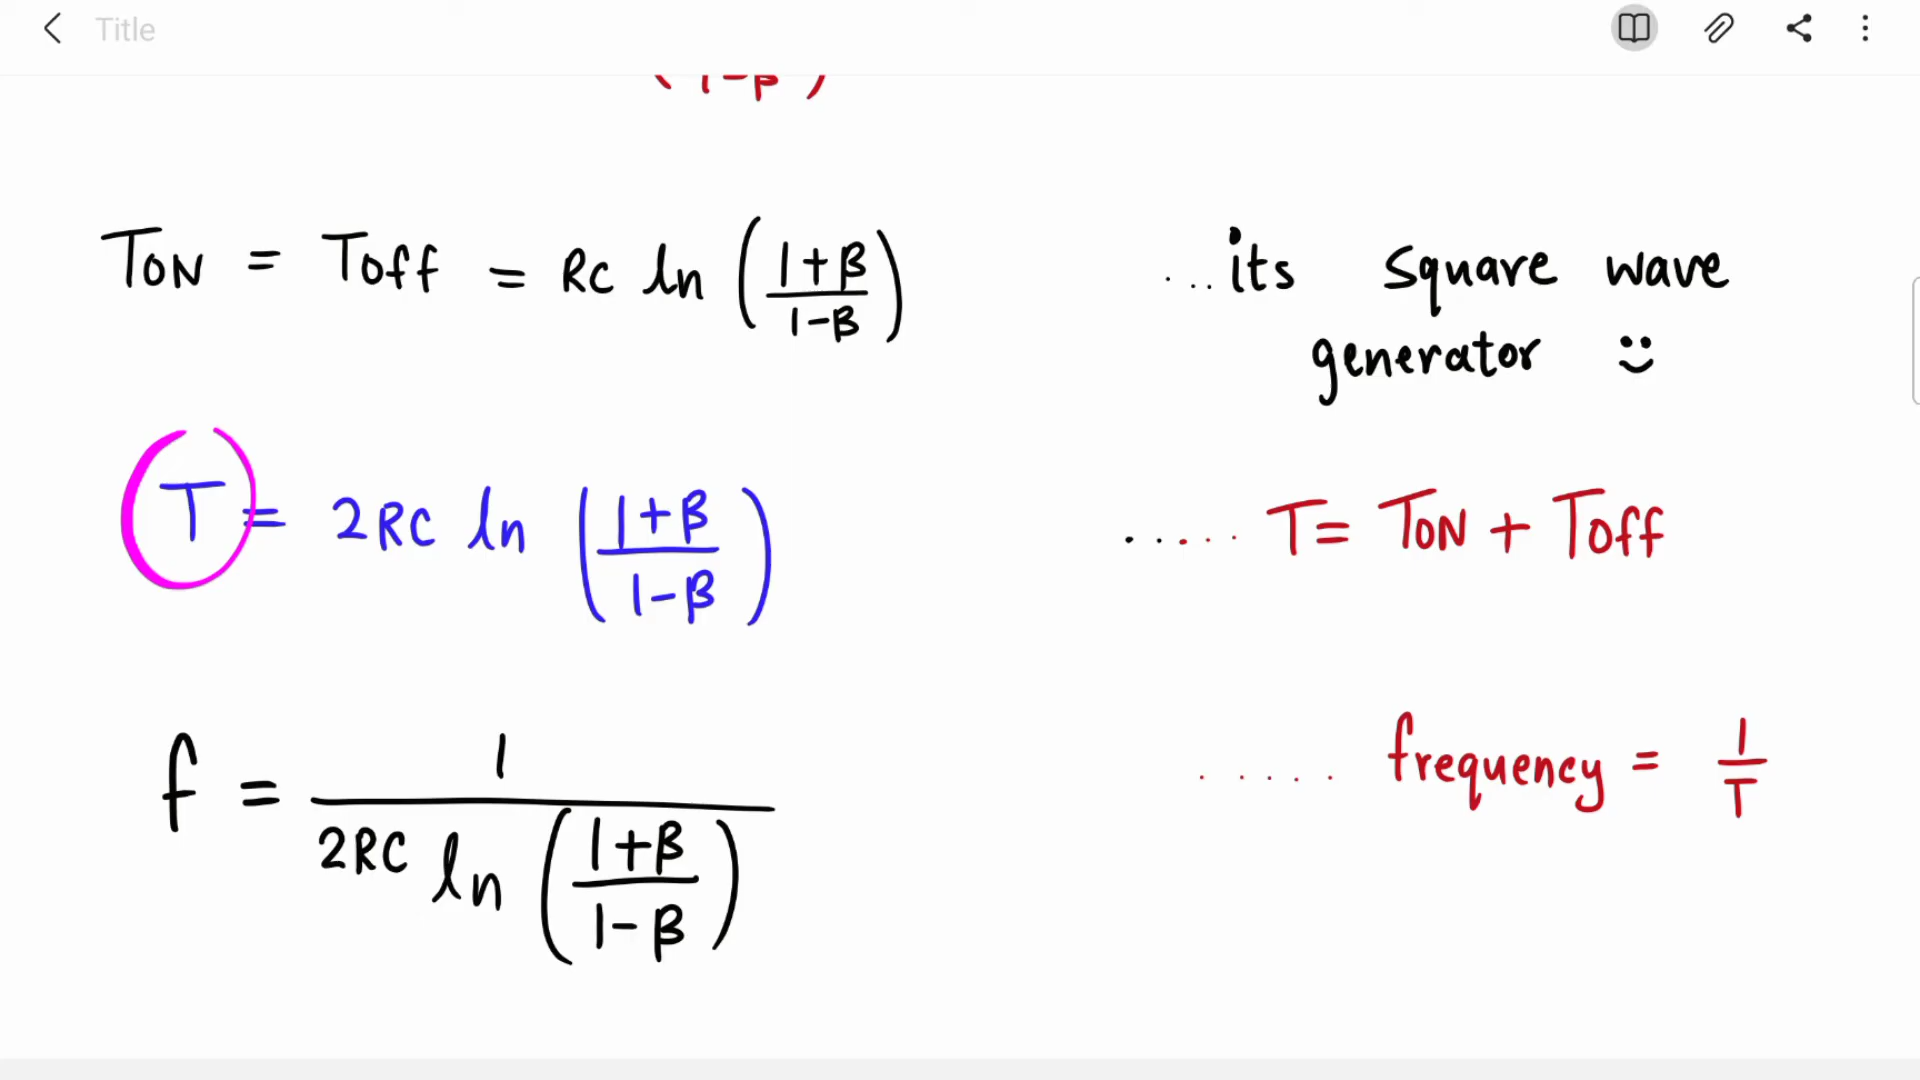 Title
(1-β)
TON = Toff = RC ln (1+β / 1-β) ... its square wave
generator
T = 2RC ln (1+β / 1-β) ...... T = TON + Toff
f = 1 / 2RC ln (1+β / 1-β) ..... frequency = 1 / T